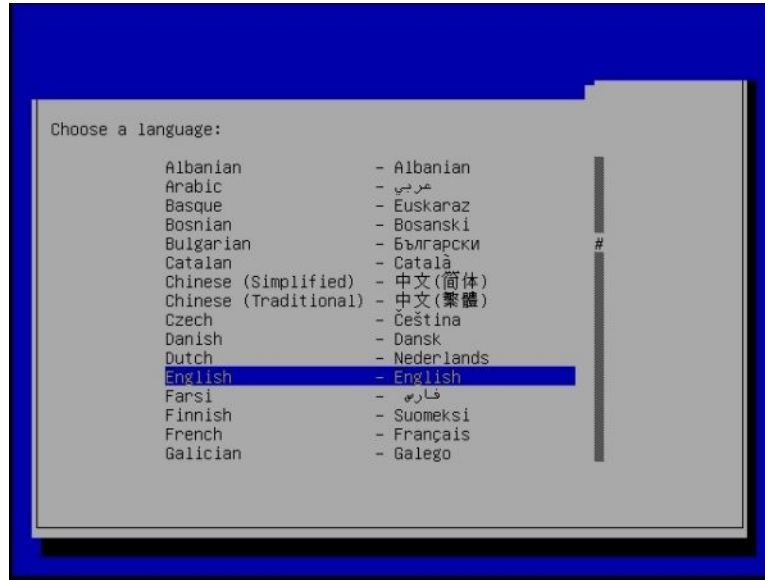 Choose a language:
Albanian - Albanian
Arabic - عربي
Basque - Euskaraz
Bosnian - Bosanski
Bulgarian - Български
Catalan - Català
Chinese (Simplified) - 中文(简体)
Chinese (Traditional) - 中文(繁體)
Czech - Čeština
Danish - Dansk
Dutch - Nederlands
English - English
Farsi - فارسی
Finnish - Suomeksi
French - Français
Galician - Galego
#